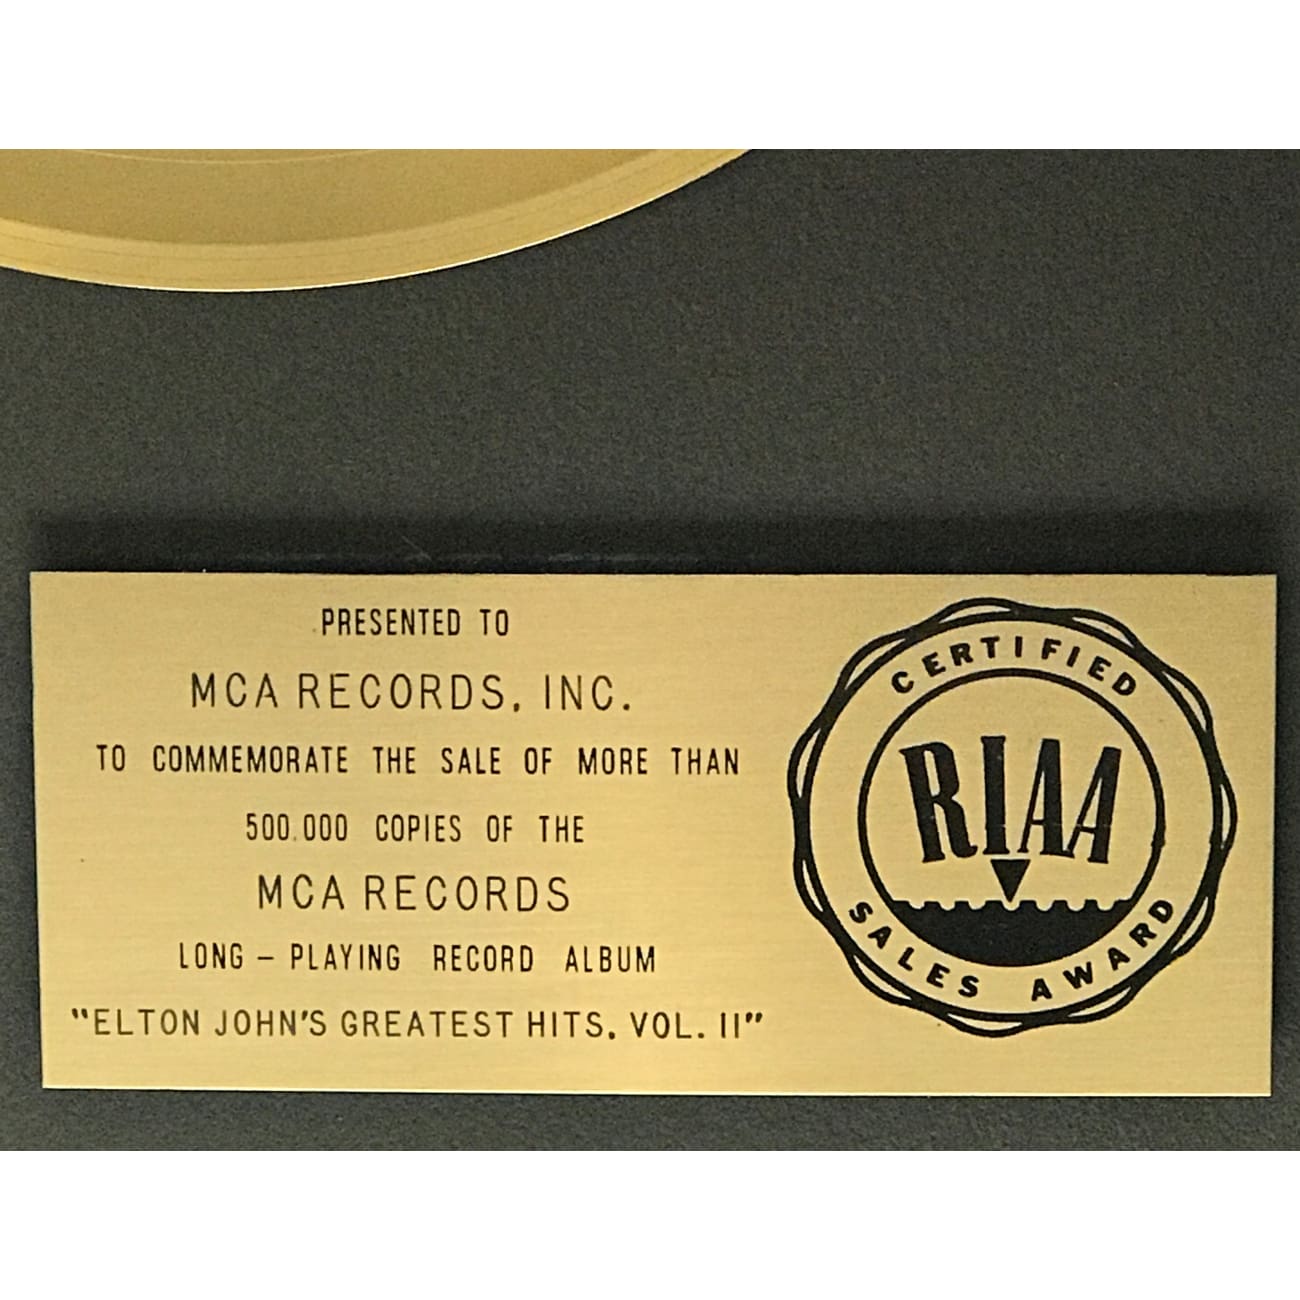 PRESENTED TO
MCA RECORDS, INC.
TO COMMEMORATE THE SALE OF MORE THAN
500,000 COPIES OF THE
MCA RECORDS
LONG – PLAYING RECORD ALBUM
"ELTON JOHN'S GREATEST HITS, VOL. II"
CERTIFIED
RIAA
SALES AWARD